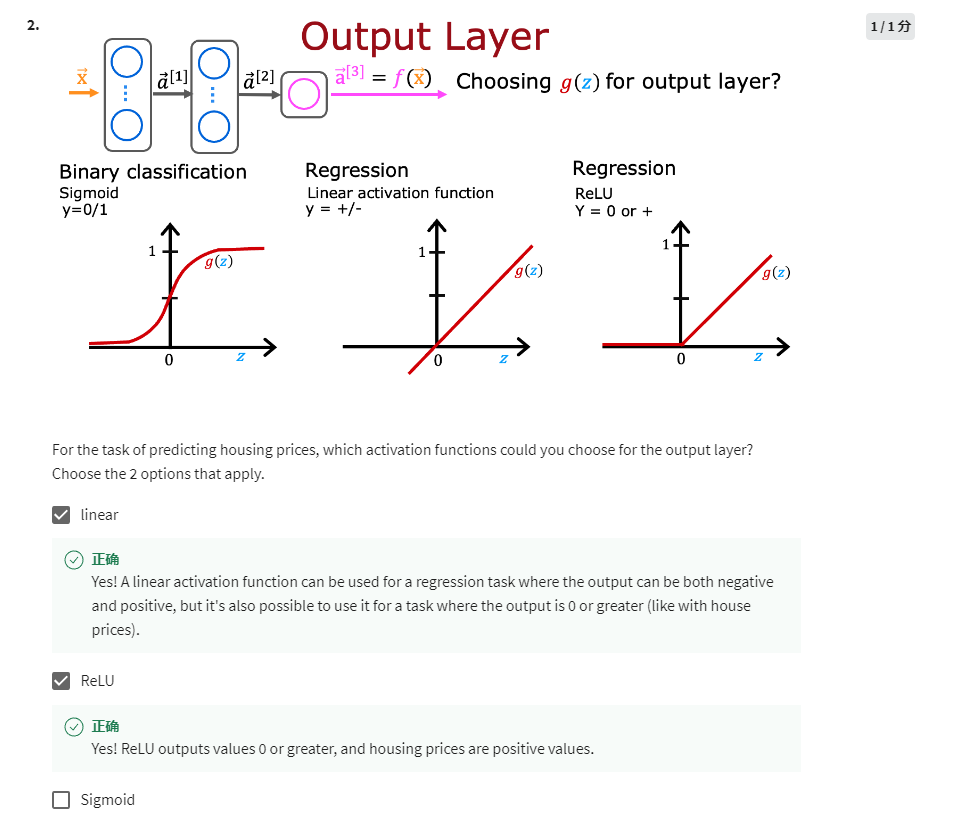 2.
1 / 1 分
Output Layer
x⃗ a⃗[1] a⃗[2] a⃗[3] = f(x⃗) Choosing g(z) for output layer?
Binary classification
Sigmoid
y=0/1
1
g(z)
0
z
Regression
Linear activation function
y = +/-
1
g(z)
0
z
Regression
ReLU
Y = 0 or +
1
g(z)
0
z
For the task of predicting housing prices, which activation functions could you choose for the output layer?
Choose the 2 options that apply.
linear
正确
Yes! A linear activation function can be used for a regression task where the output can be both negative
and positive, but it's also possible to use it for a task where the output is 0 or greater (like with house
prices).
ReLU
正确
Yes! ReLU outputs values 0 or greater, and housing prices are positive values.
Sigmoid